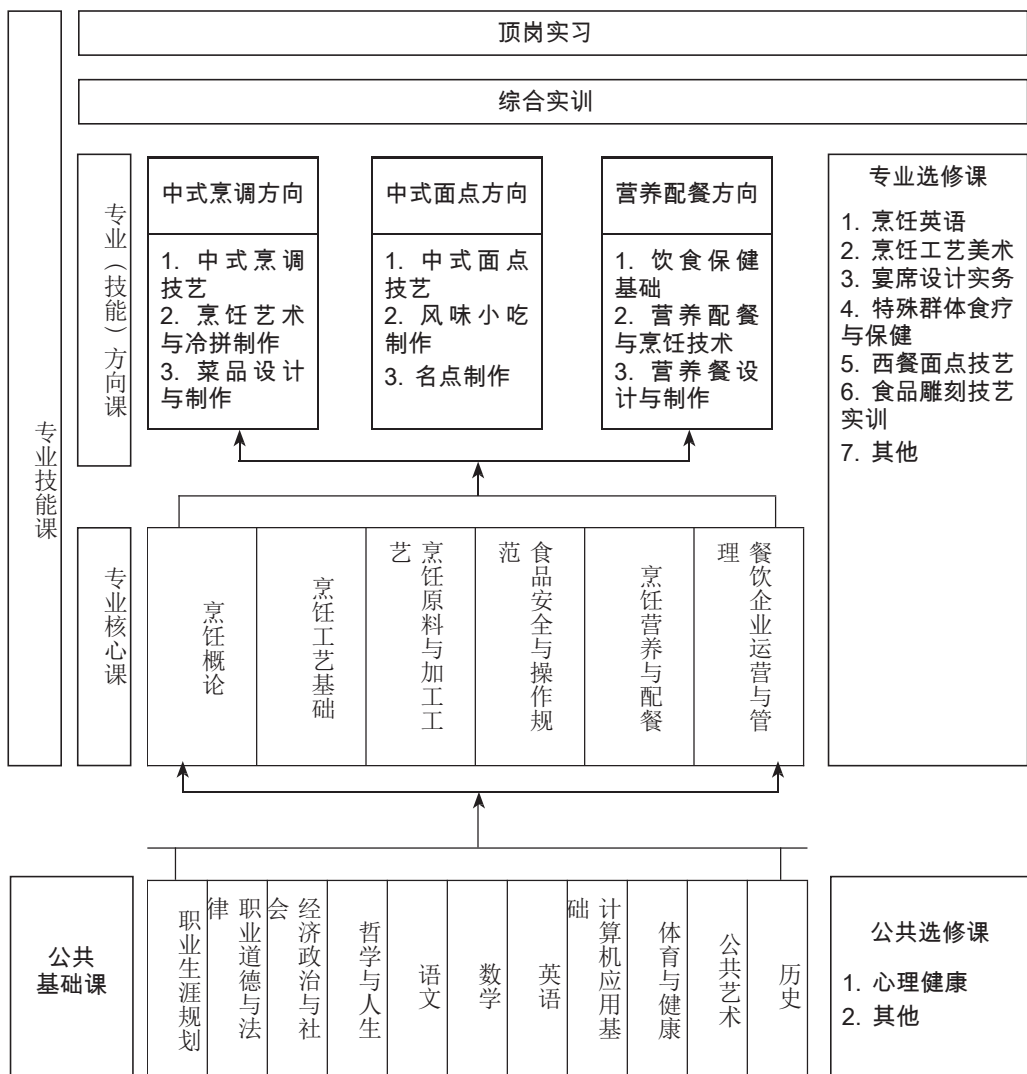 顶岗实习
综合实训
专业技能课
专业（技能）方向课
中式烹调方向
1. 中式烹调
技艺
2. 烹饪艺术
与冷拼制作
3. 菜品设计
与制作
中式面点方向
1. 中式面点
技艺
2. 风味小吃
制作
3. 名点制作
营养配餐方向
1. 饮食保健
基础
2. 营养配餐
与烹饪技术
3. 营养餐设
计与制作
专业选修课
1. 烹饪英语
2. 烹饪工艺美术
3. 宴席设计实务
4. 特殊群体食疗
与保健
5. 西餐面点技艺
6. 食品雕刻技艺
实训
7. 其他
专业核心课
烹饪概论
烹饪工艺基础
烹饪原料与加工工
艺
食品安全与操作规
范
烹饪营养与配餐
餐饮企业运营与管
理
公共
基础课
职业生涯规划
职业道德与法
律
经济政治与社
会
哲学与人生
语文
数学
英语
计算机应用基
础
体育与健康
公共艺术
历史
公共选修课
1. 心理健康
2. 其他